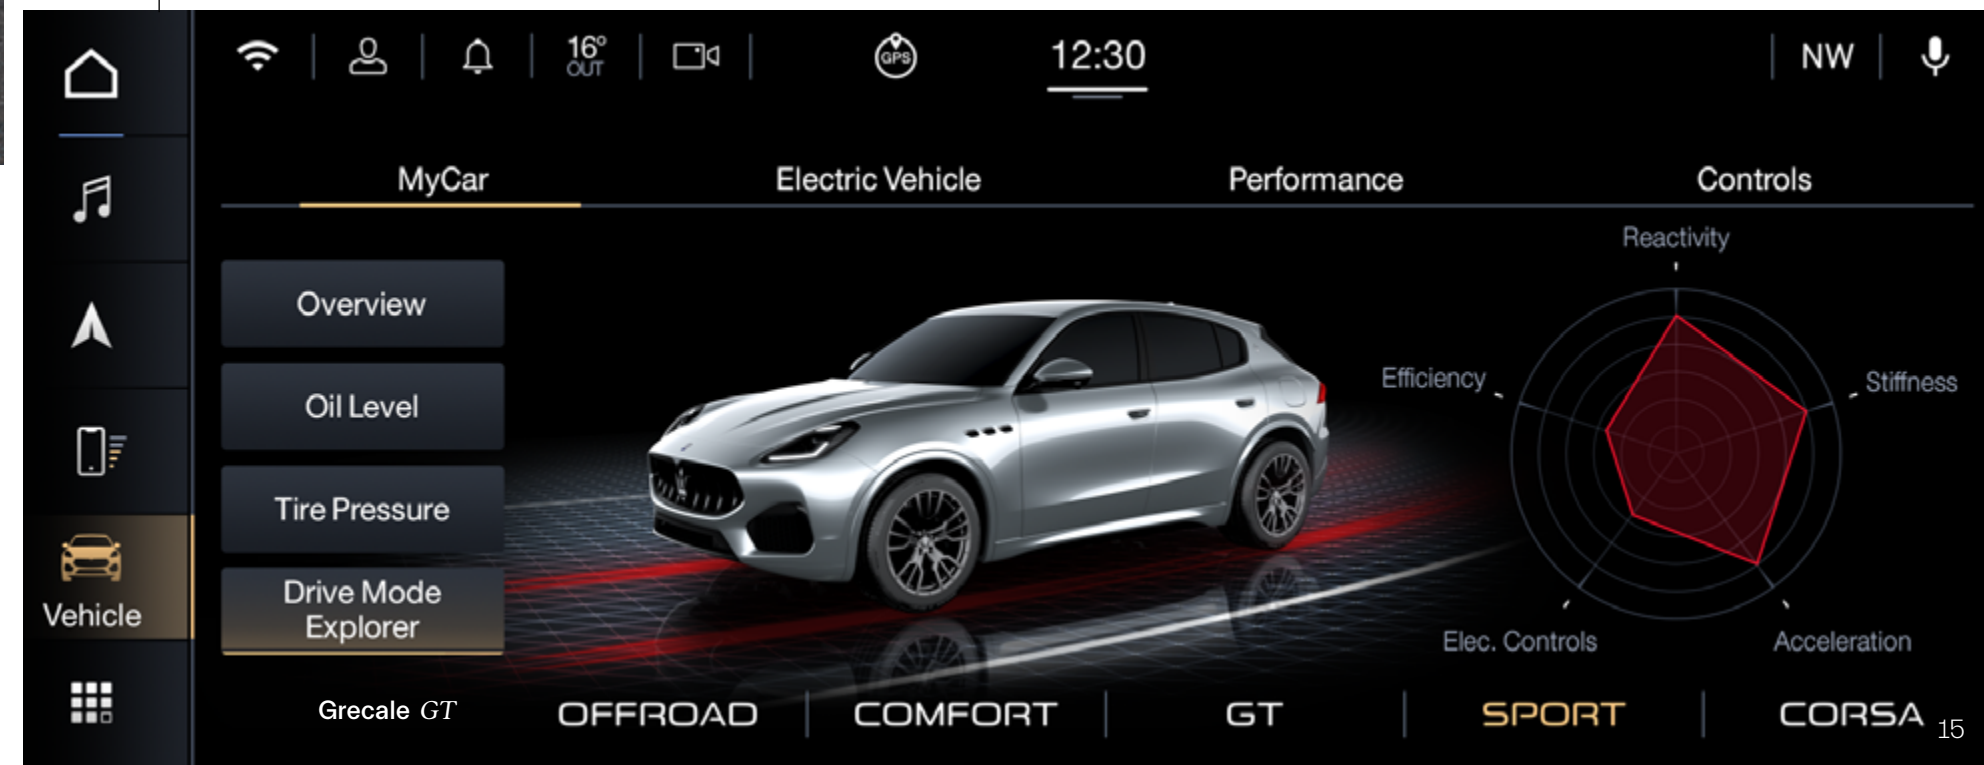 16°
OUT
GPS
12:30
NW
MyCar
Electric Vehicle
Performance
Controls
Overview
Oil Level
Tire Pressure
Drive Mode
Explorer
Vehicle
Reactivity
Efficiency
Stiffness
Elec. Controls
Acceleration
Grecale GT
OFFROAD
COMFORT
GT
SPORT
CORSA
15